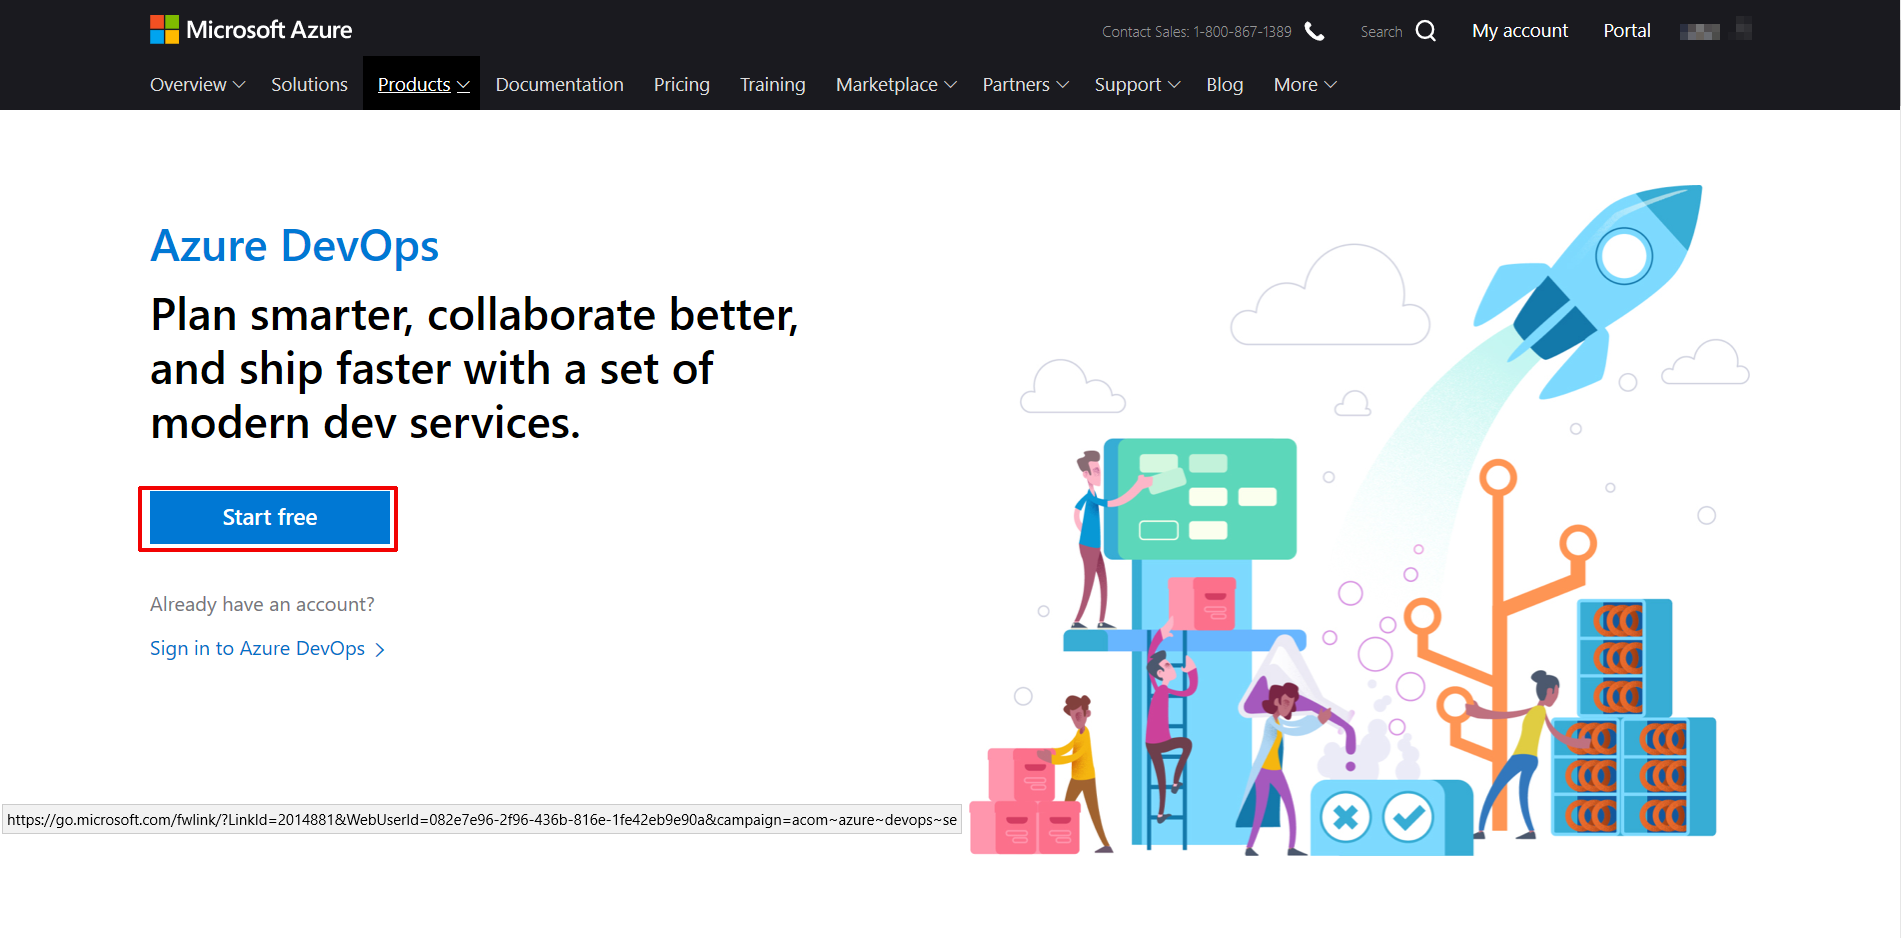 Microsoft Azure
Contact Sales: 1-800-867-1389
Search
My account
Portal
Overview
Solutions
Products
Documentation
Pricing
Training
Marketplace
Partners
Support
Blog
More
Azure DevOps
Plan smarter, collaborate better,
and ship faster with a set of
modern dev services.
Start free
Already have an account?
Sign in to Azure DevOps
https://go.microsoft.com/fwlink/?LinkId=2014881&WebUserId=082e7e96-2f96-436b-816e-1fe42eb9e90a&campaign=acom~azure~devops~se